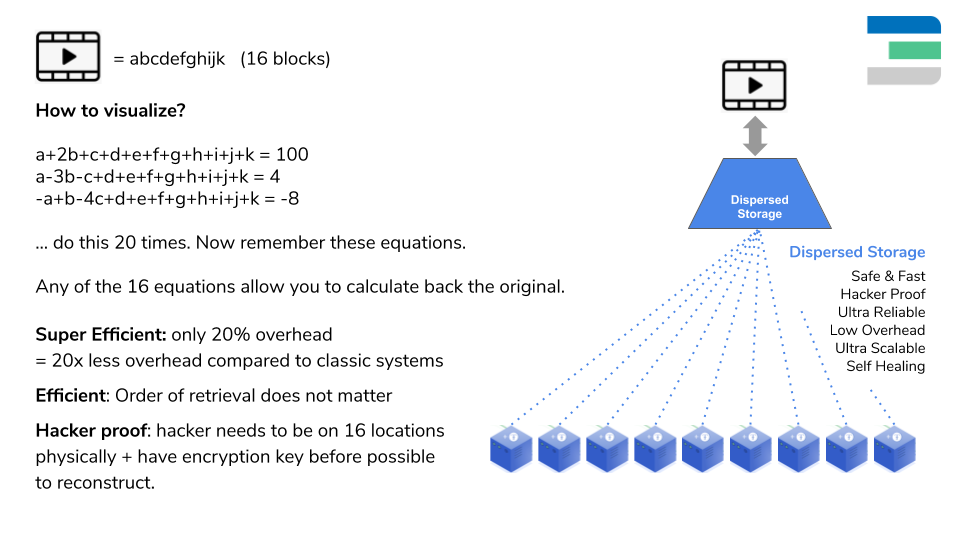 = abcdefghijk (16 blocks)
How to visualize?
a+2b+c+d+e+f+g+h+i+j+k = 100
a-3b-c+d+e+f+g+h+i+j+k = 4
-a+b-4c+d+e+f+g+h+i+j+k = -8
... do this 20 times. Now remember these equations.
Any of the 16 equations allow you to calculate back the original.
Super Efficient: only 20% overhead
= 20x less overhead compared to classic systems
Efficient: Order of retrieval does not matter
Hacker proof: hacker needs to be on 16 locations
physically + have encryption key before possible
to reconstruct.
Dispersed
Storage
Dispersed Storage
Safe & Fast
Hacker Proof
Ultra Reliable
Low Overhead
Ultra Scalable
Self Healing